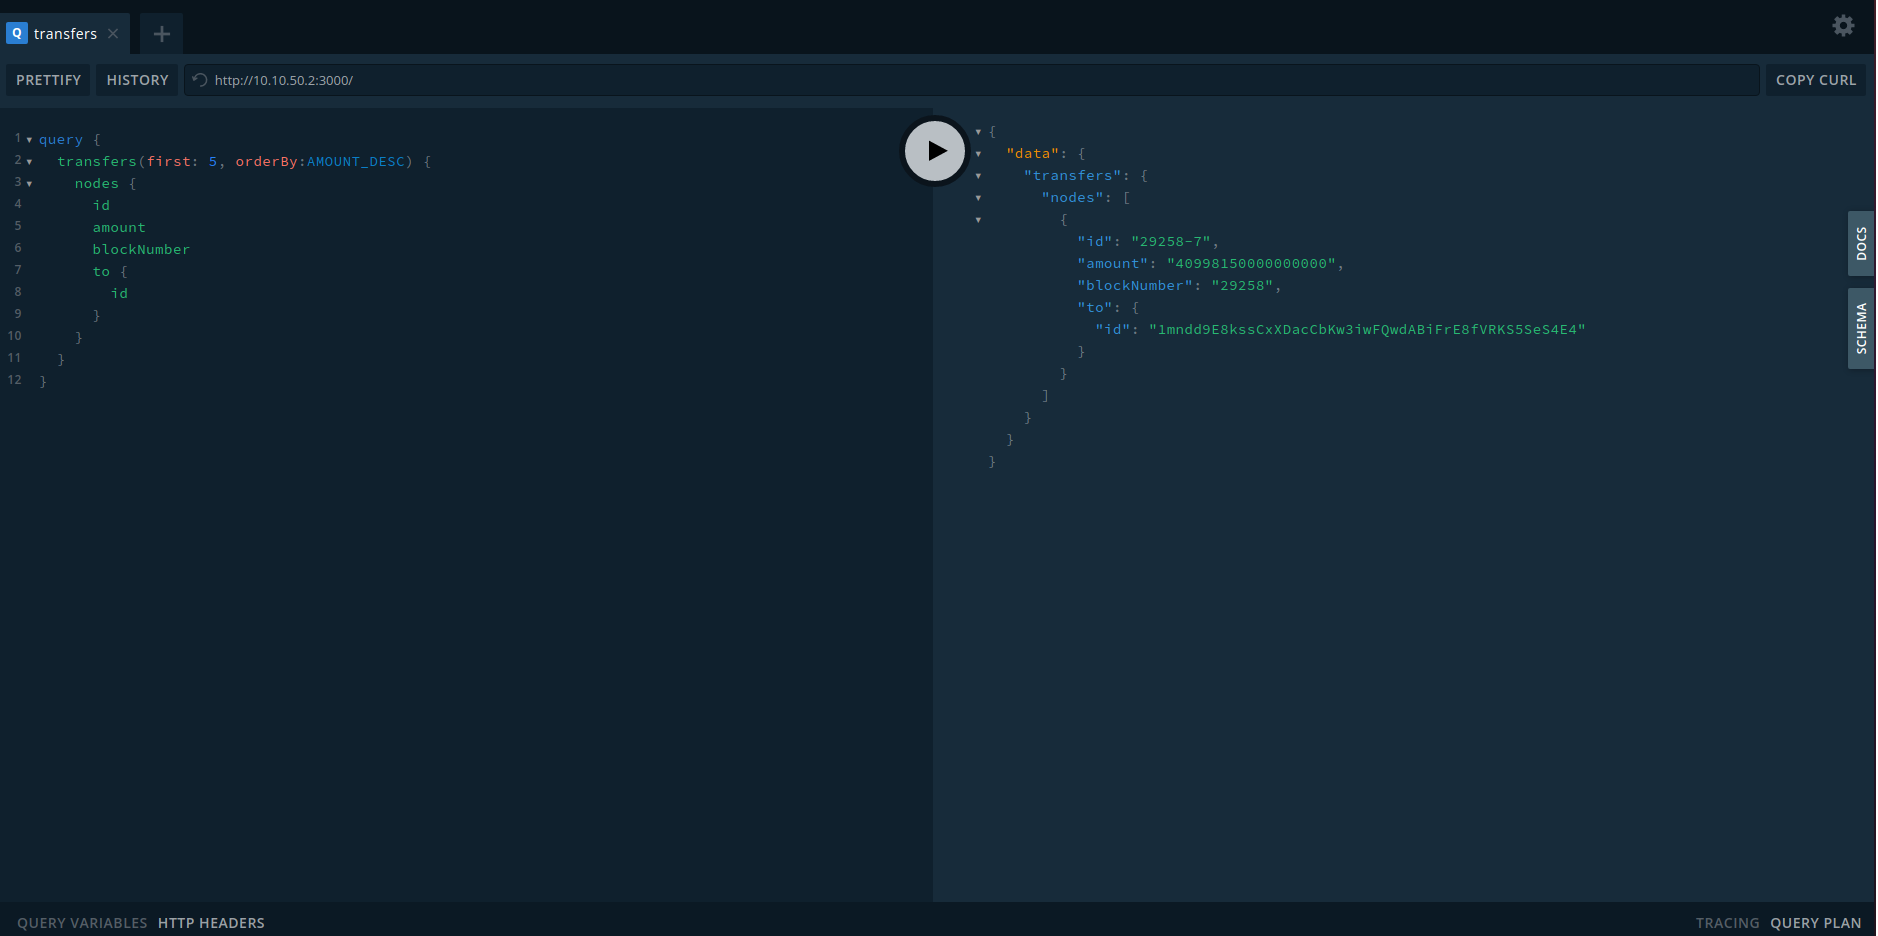 Q transfers
PRETTIFY HISTORY http://10.10.50.2:3000/ COPY CURL
1 query {
2 transfers(first: 5, orderBy:AMOUNT_DESC) {
3 nodes {
4 id
5 amount
6 blockNumber
7 to {
8 id
9 }
10 }
11 }
12 }
{
"data": {
"transfers": {
"nodes": [
{
"id": "29258-7",
"amount": "40998150000000000",
"blockNumber": "29258",
"to": {
"id": "1mndd9E8kssCxXDacCbKw3iwFQwdABiFrE8fVRKS5SeS4E4"
}
}
]
}
}
}
DOCS
SCHEMA
QUERY VARIABLES HTTP HEADERS TRACING QUERY PLAN